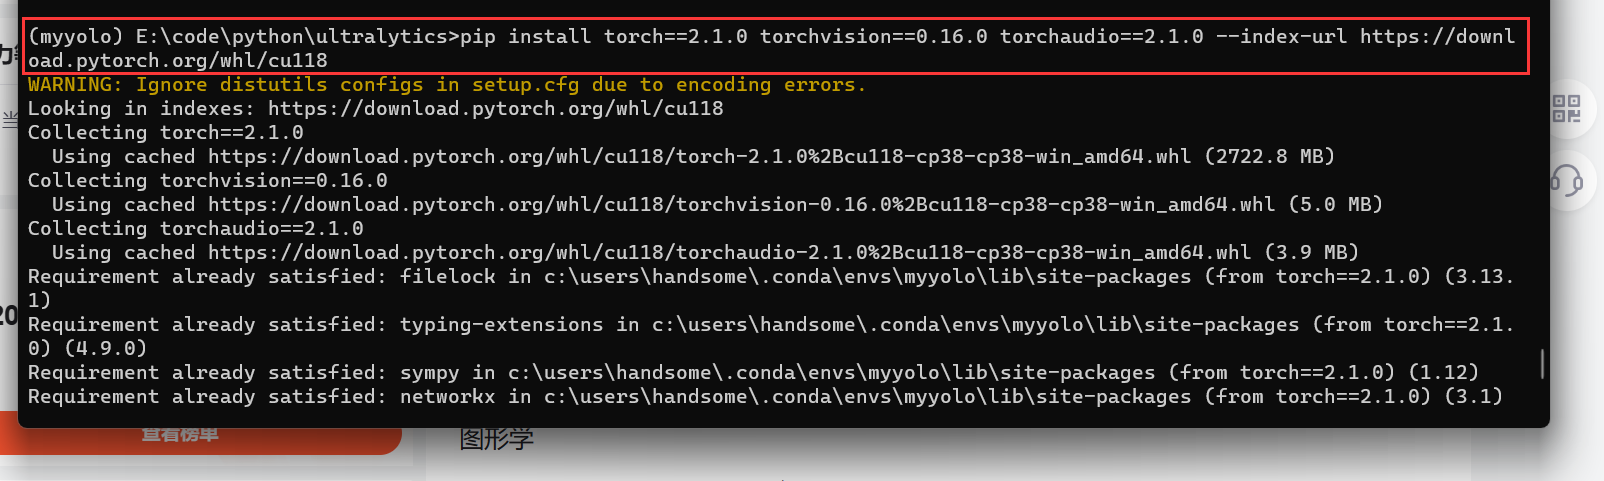 (myyolo) E:\code\python\ultralytics>pip install torch==2.1.0 torchvision==0.16.0 torchaudio==2.1.0 --index-url https://downl
oad.pytorch.org/whl/cu118
WARNING: Ignore distutils configs in setup.cfg due to encoding errors.
Looking in indexes: https://download.pytorch.org/whl/cu118
Collecting torch==2.1.0
  Using cached https://download.pytorch.org/whl/cu118/torch-2.1.0%2Bcu118-cp38-cp38-win_amd64.whl (2722.8 MB)
Collecting torchvision==0.16.0
  Using cached https://download.pytorch.org/whl/cu118/torchvision-0.16.0%2Bcu118-cp38-cp38-win_amd64.whl (5.0 MB)
Collecting torchaudio==2.1.0
  Using cached https://download.pytorch.org/whl/cu118/torchaudio-2.1.0%2Bcu118-cp38-cp38-win_amd64.whl (3.9 MB)
Requirement already satisfied: filelock in c:\users\handsome\.conda\envs\myyolo\lib\site-packages (from torch==2.1.0) (3.13.
1)
Requirement already satisfied: typing-extensions in c:\users\handsome\.conda\envs\myyolo\lib\site-packages (from torch==2.1.
0) (4.9.0)
Requirement already satisfied: sympy in c:\users\handsome\.conda\envs\myyolo\lib\site-packages (from torch==2.1.0) (1.12)
Requirement already satisfied: networkx in c:\users\handsome\.conda\envs\myyolo\lib\site-packages (from torch==2.1.0) (3.1)
力
当
20
查看榜单
图形学